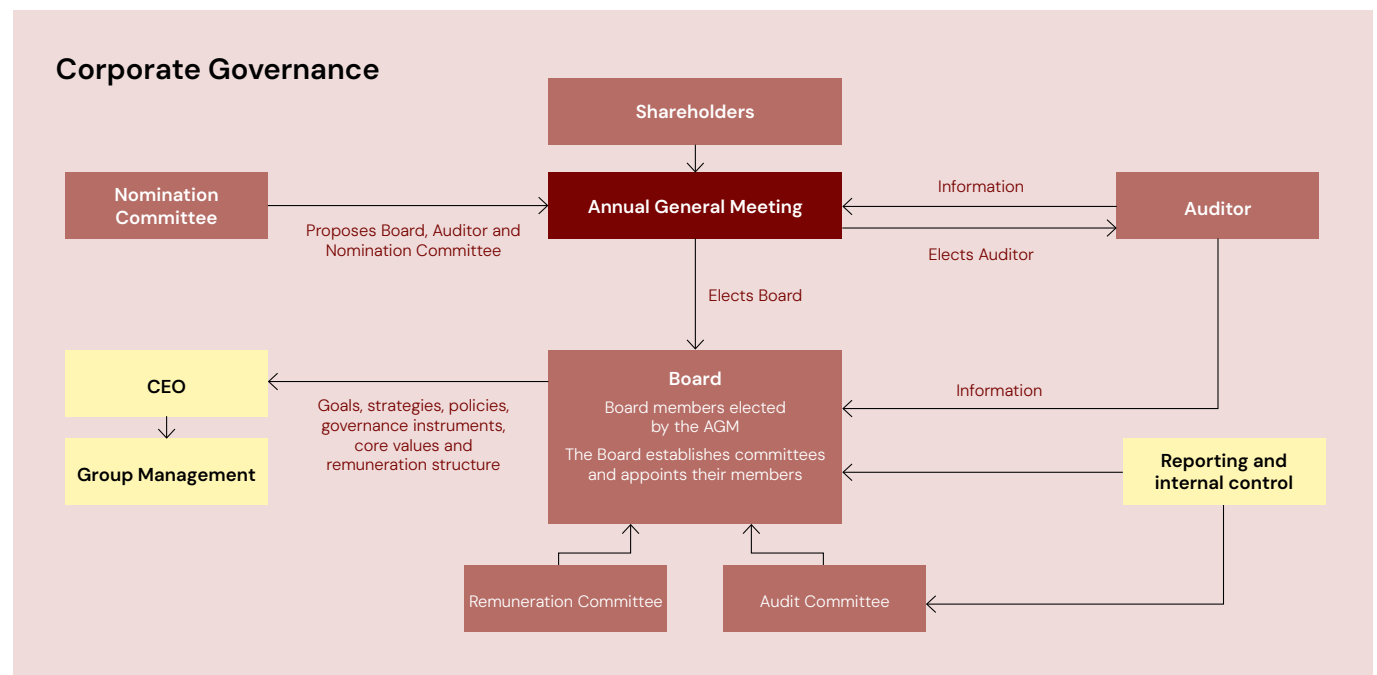 Corporate Governance
Shareholders
Nomination
Committee
Annual General Meeting
Information
Auditor
Proposes Board, Auditor and
Nomination Committee
Elects Auditor
Elects Board
CEO
Goals, strategies, policies,
governance instruments,
core values and
remuneration structure
Group Management
Board
Board members elected
by the AGM
The Board establishes committees
and appoints their members
Information
Reporting and
internal control
Remuneration Committee
Audit Committee